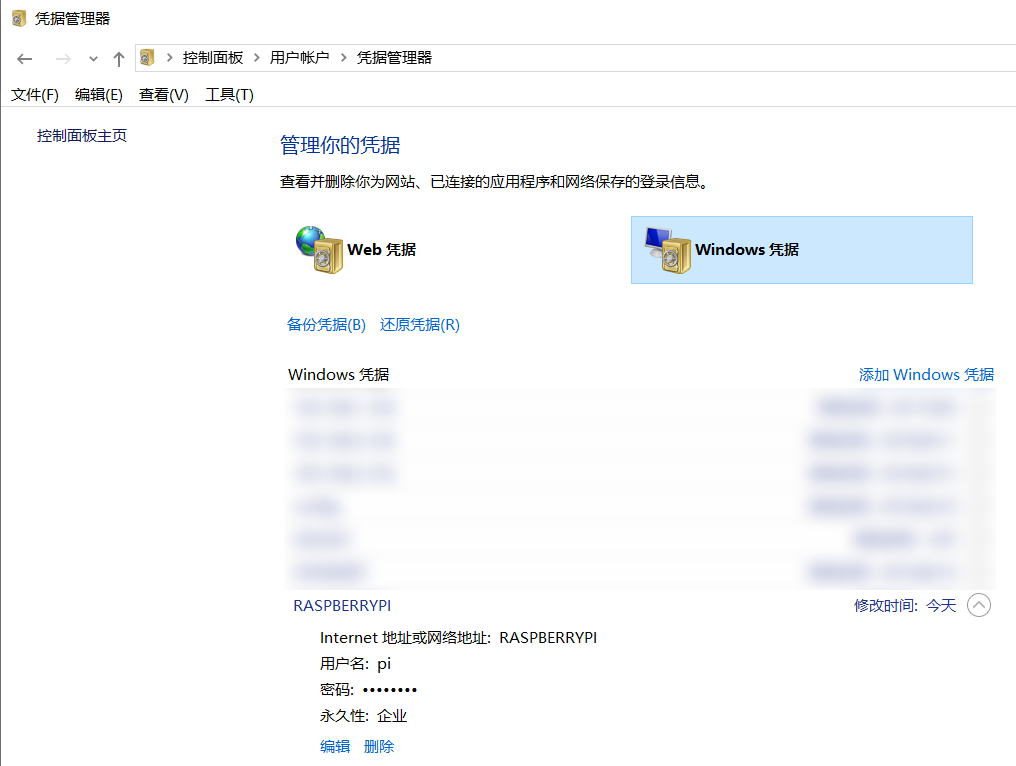 凭据管理器
控制面板 > 用户帐户 > 凭据管理器
文件(F) 编辑(E) 查看(V) 工具(T)
控制面板主页
管理你的凭据
查看并删除你为网站、已连接的应用程序和网络保存的登录信息。
Web 凭据 Windows 凭据
备份凭据(B) 还原凭据(R)
Windows 凭据 添加 Windows 凭据
RASPBERRYPI 修改时间: 今天
Internet 地址或网络地址: RASPBERRYPI
用户名: pi
密码: ••••••••
永久性: 企业
编辑 删除